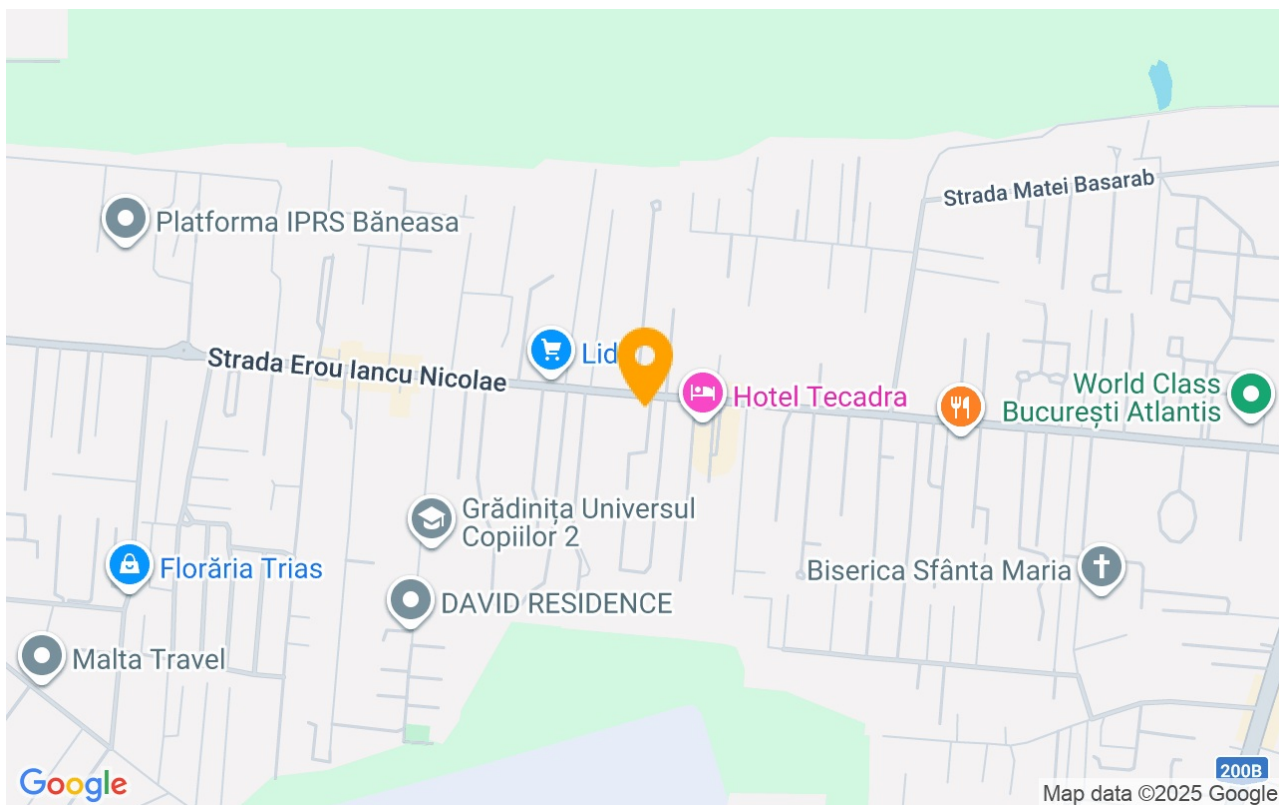 Strada Matei Basarab
Platforma IPRS Băneasa
Strada Erou Iancu Nicolae
Lid
Hotel Tecadra
World Class
București Atlantis
Grădinița Universul
Copiilor 2
Florăria Trias
Biserica Sfânta Maria
DAVID RESIDENCE
Malta Travel
200B
Google
Map data ©2025 Google